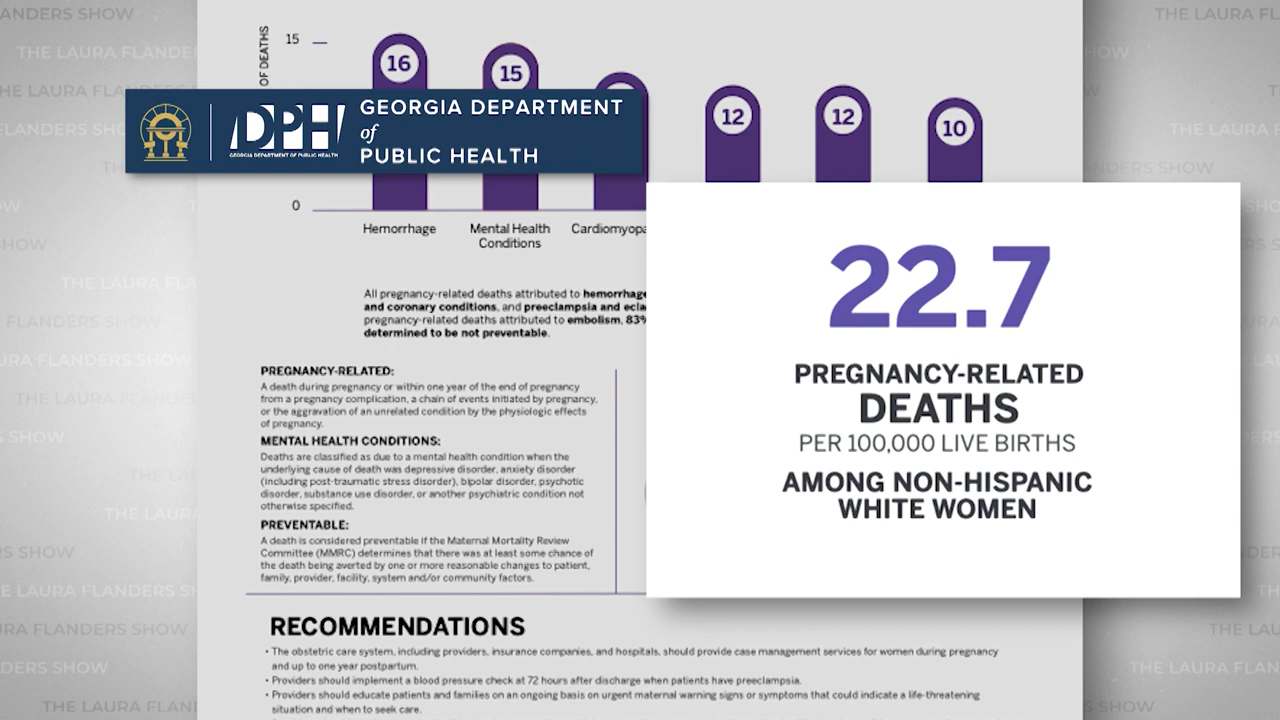 THE LAURA FLANDERS SHOW
OF DEATHS
15
16
15
12
12
10
0
DPH
GEORGIA DEPARTMENT OF PUBLIC HEALTH
GEORGIA DEPARTMENT
of
PUBLIC HEALTH
Hemorrhage
Mental Health
Conditions
Cardiomyopa
All pregnancy-related deaths attributed to hemorrhage
and coronary conditions, and preeclampsia and ecla
pregnancy-related deaths attributed to embolism, 83%
determined to be not preventable.
PREGNANCY-RELATED:
A death during pregnancy or within one year of the end of pregnancy
from a pregnancy complication, a chain of events initiated by pregnancy,
or the aggravation of an unrelated condition by the physiologic effects
of pregnancy.
MENTAL HEALTH CONDITIONS:
Deaths are classified as due to a mental health condition when the
underlying cause of death was depressive disorder, anxiety disorder
(including post-traumatic stress disorder), bipolar disorder, psychotic
disorder, substance use disorder, or another psychiatric condition not
otherwise specified.
PREVENTABLE:
A death is considered preventable if the Maternal Mortality Review
Committee (MMRC) determines that there was at least some chance of
the death being averted by one or more reasonable changes to patient,
family, provider, facility, system and/or community factors.
22.7
PREGNANCY-RELATED
DEATHS
PER 100,000 LIVE BIRTHS
AMONG NON-HISPANIC
WHITE WOMEN
RECOMMENDATIONS
• The obstetric care system, including providers, insurance companies, and hospitals, should provide case management services for women during pregnancy
and up to one year postpartum.
• Providers should implement a blood pressure check at 72 hours after discharge when patients have preeclampsia.
• Providers should educate patients and families on an ongoing basis on urgent maternal warning signs or symptoms that could indicate a life-threatening
situation and when to seek care.